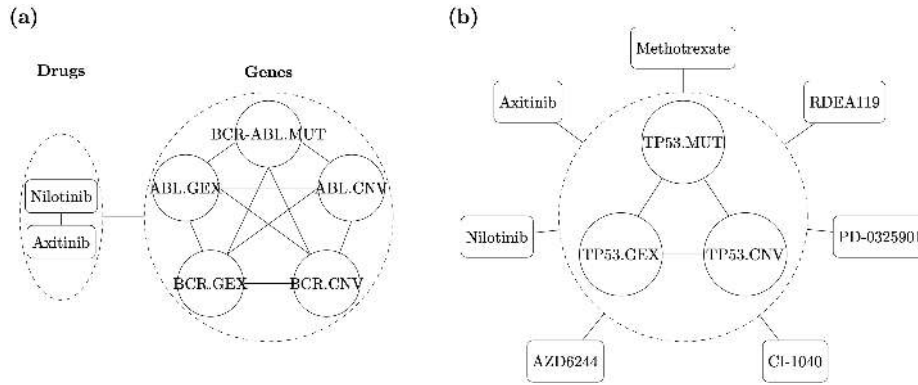 (a)
Drugs
Genes
BCR-ABL.MUT
ABL.GEX
ABL.CNV
Nilotinib
Axitinib
BCR.GEX
BCR.CNV
(b)
Methotrexate
Axitinib
RDEA119
TP53.MUT
Nilotinib
PD-0325901
TP53.GEX
TP53.CNV
AZD6244
CI-1040